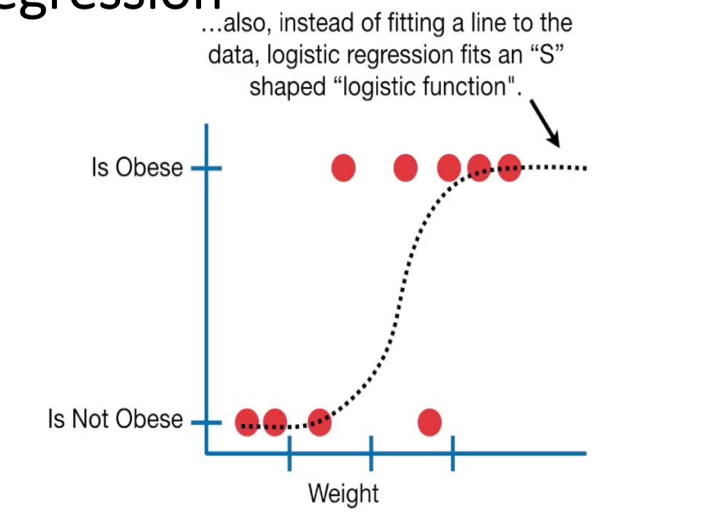 egression
...also, instead of fitting a line to the
data, logistic regression fits an “S”
shaped “logistic function".
Is Obese
Is Not Obese
Weight